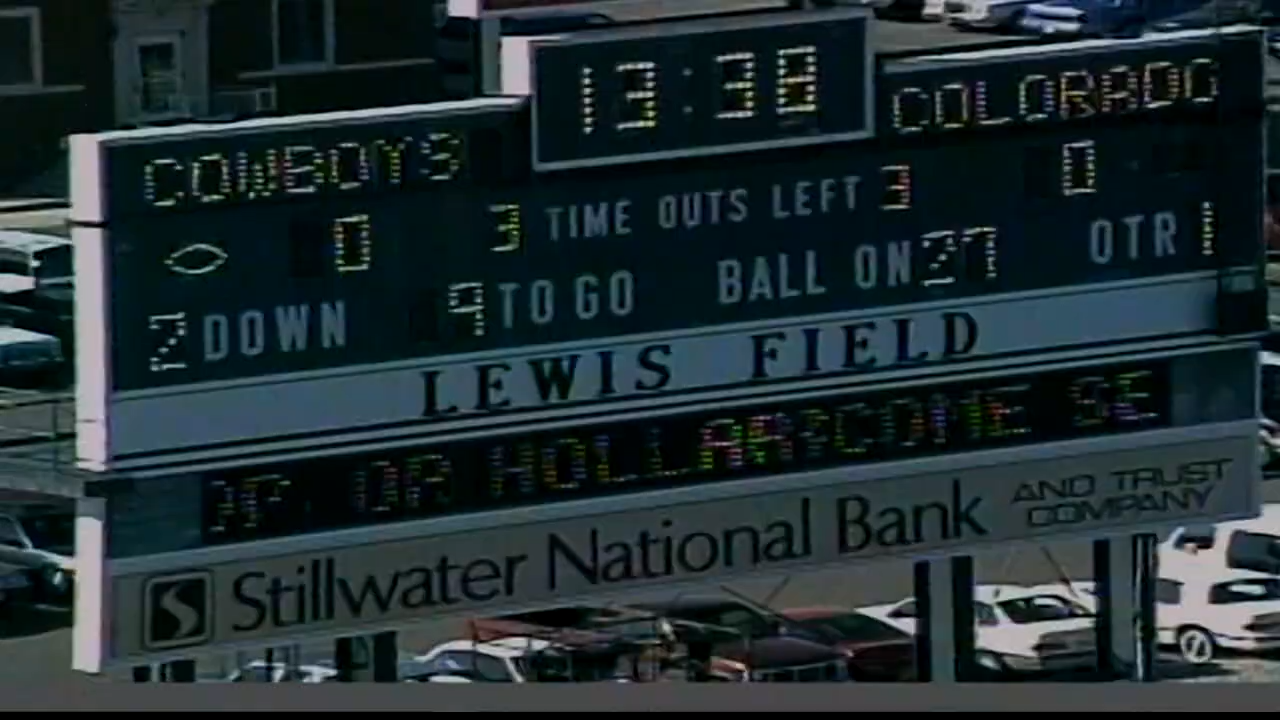 13:38
COWBOYS COLORADO
0 3 TIME OUTS LEFT 3 0
2 DOWN 9 TO GO BALL ON 27 QTR 1
LEWIS FIELD
Stillwater National Bank AND TRUST COMPANY